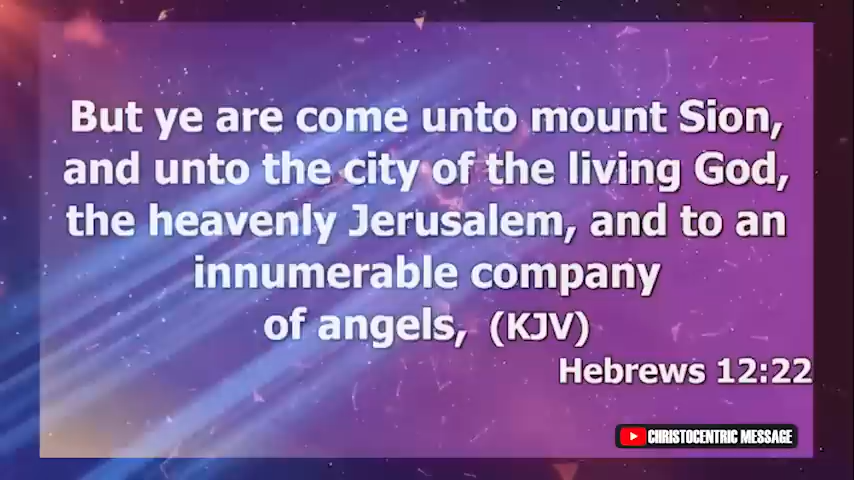 But ye are come unto mount Sion,
and unto the city of the living God,
the heavenly Jerusalem, and to an
innumerable company
of angels, (KJV)
Hebrews 12:22
CHRISTOCENTRIC MESSAGE